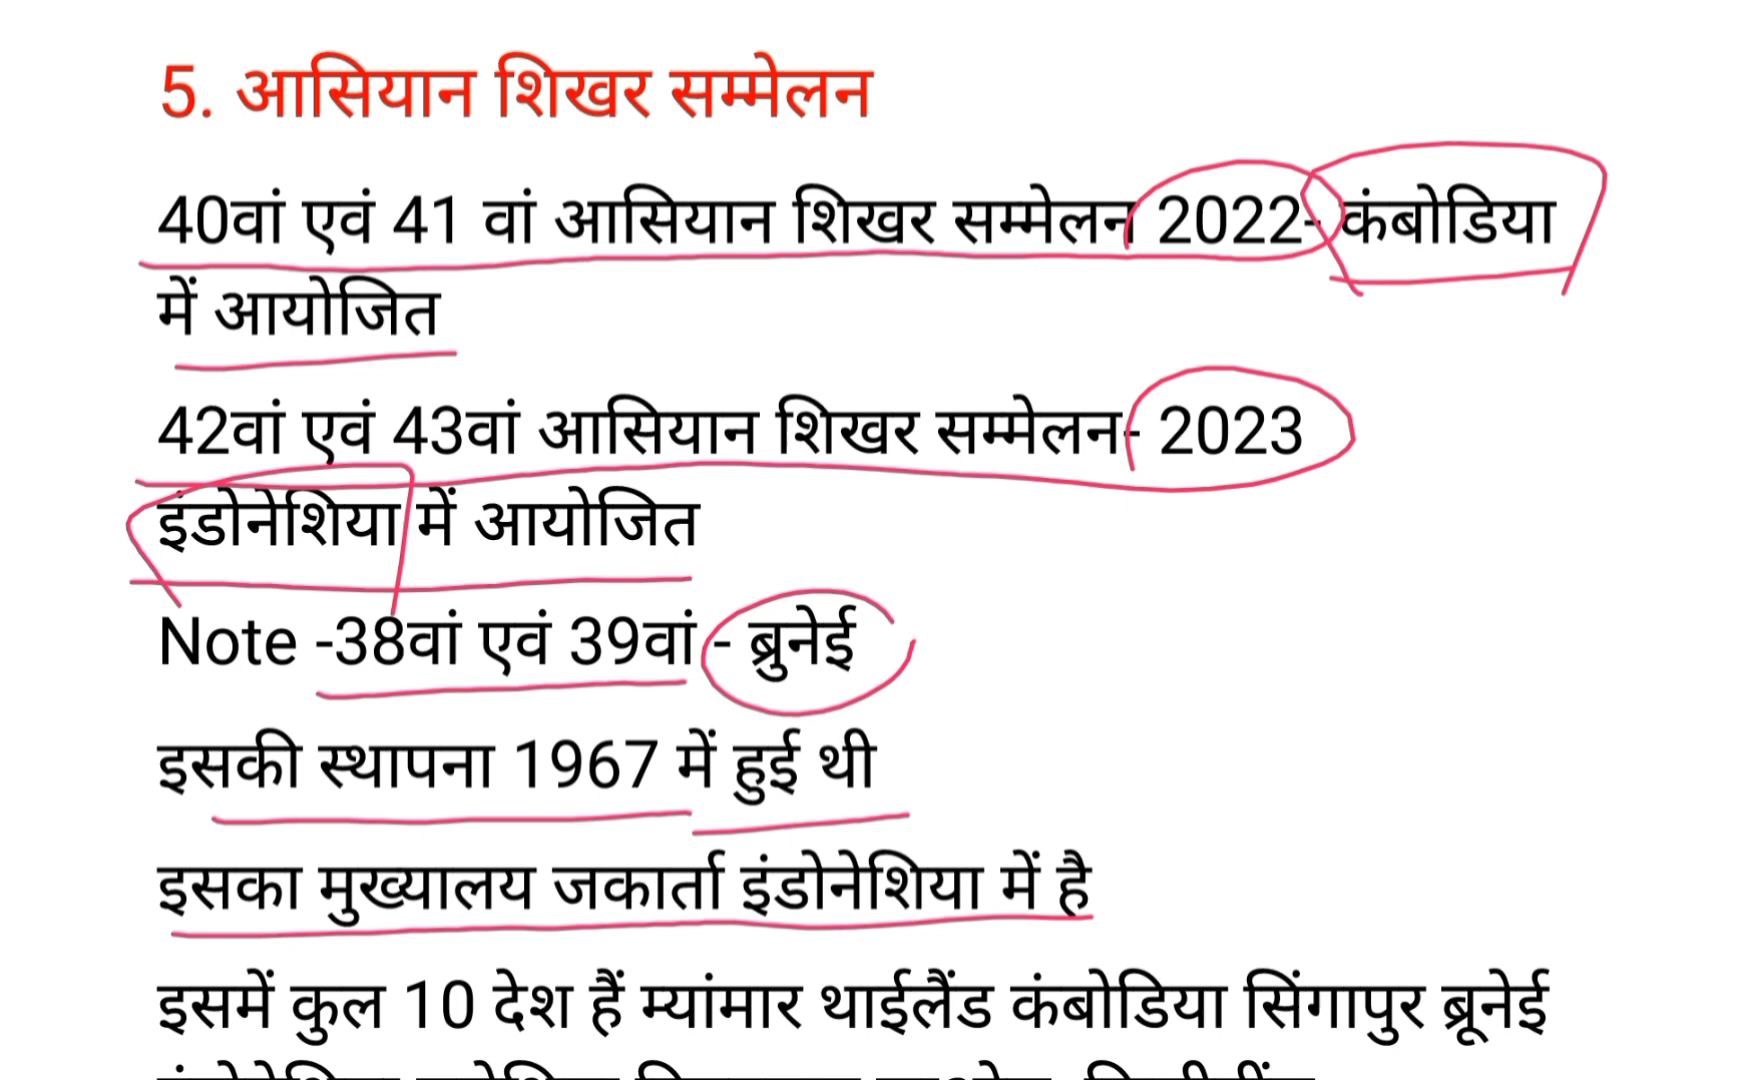 5. आसियान शिखर सम्मेलन
40वां एवं 41 वां आसियान शिखर सम्मेलन 2022- कंबोडिया
में आयोजित
42वां एवं 43वां आसियान शिखर सम्मेलन- 2023
इंडोनेशिया में आयोजित
Note -38वां एवं 39वां - ब्रुनेई
इसकी स्थापना 1967 में हुई थी
इसका मुख्यालय जकार्ता इंडोनेशिया में है
इसमें कुल 10 देश हैं म्यांमार थाईलैंड कंबोडिया सिंगापुर ब्रूनेई